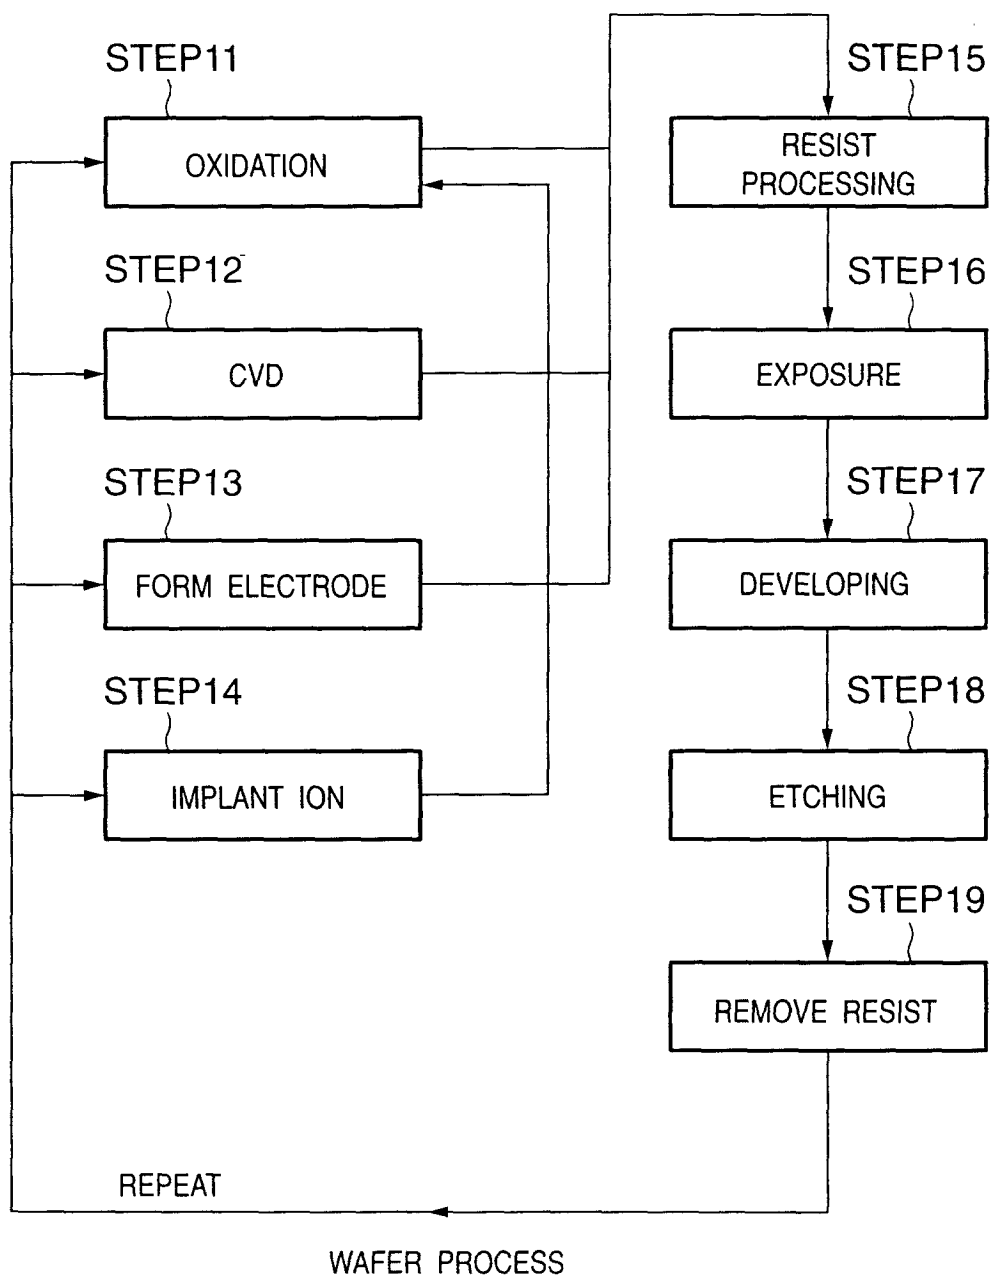 STEP11
OXIDATION
STEP12
CVD
STEP13
FORM ELECTRODE
STEP14
IMPLANT ION
STEP15
RESIST
PROCESSING
STEP16
EXPOSURE
STEP17
DEVELOPING
STEP18
ETCHING
STEP19
REMOVE RESIST
REPEAT
WAFER PROCESS